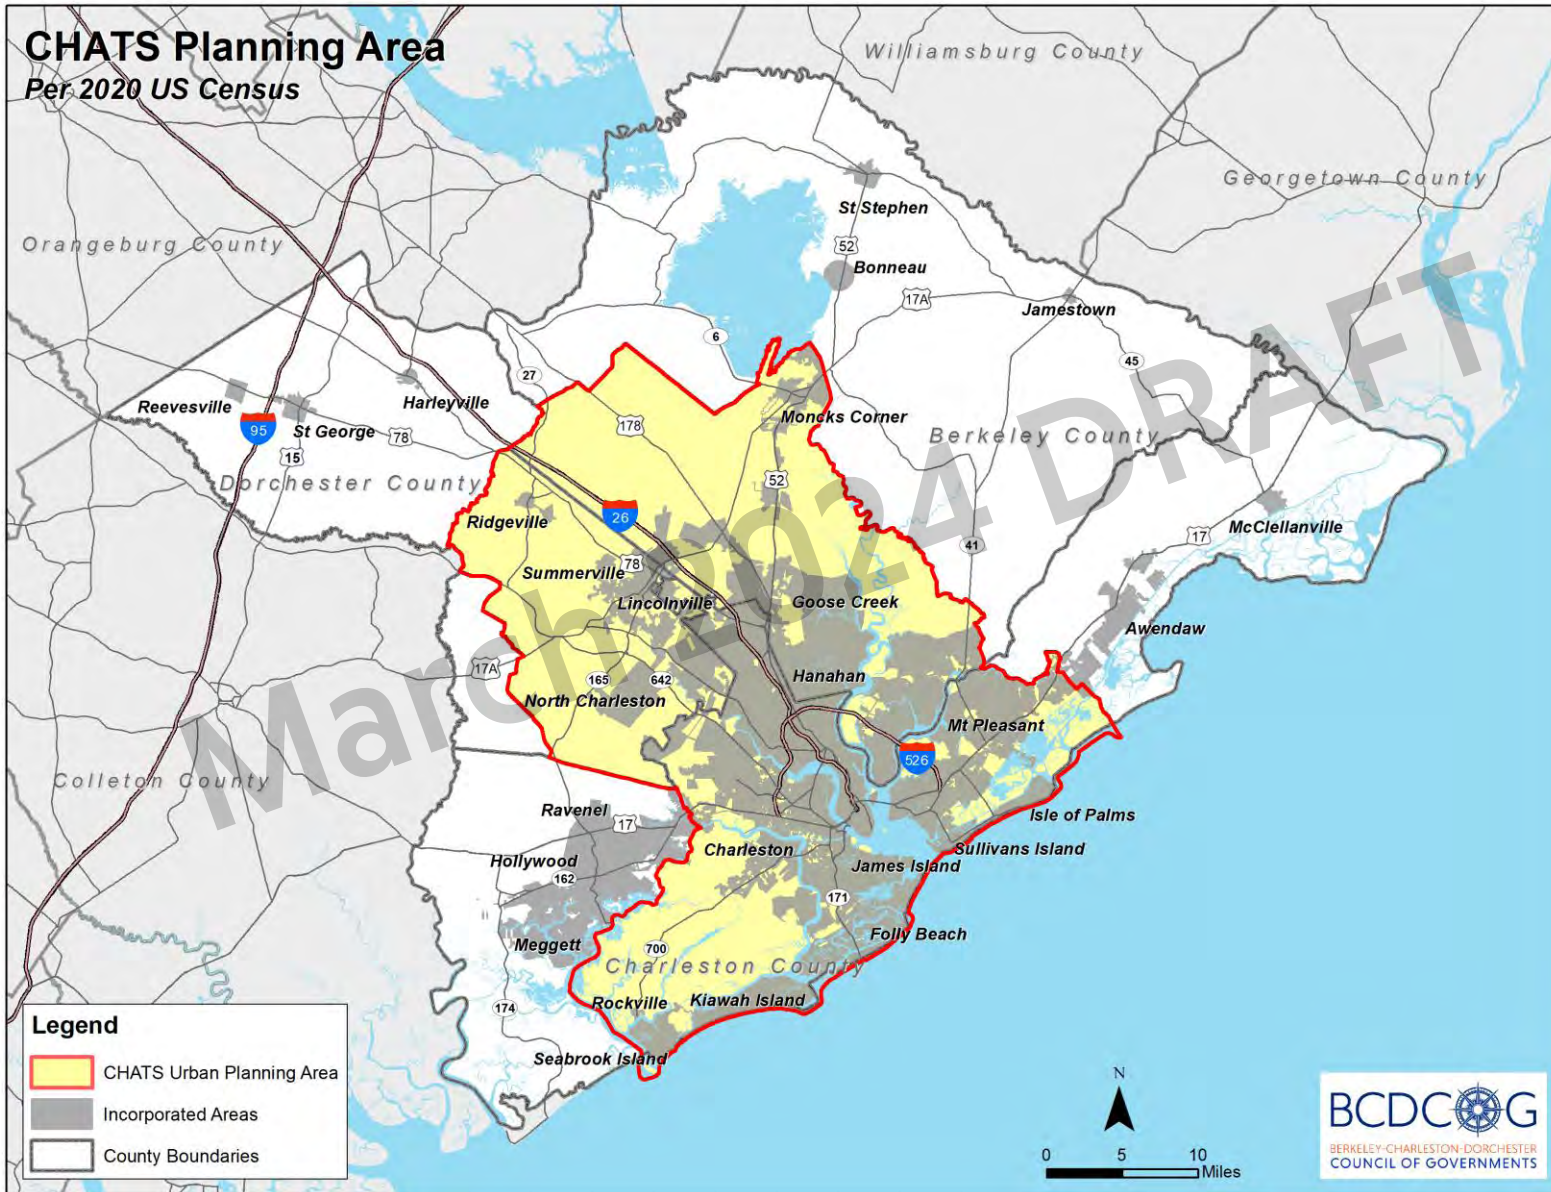 CHATS Planning Area
Per 2020 US Census
Williamsburg County
Georgetown County
Orangeburg County
St Stephen
52
Bonneau
17A
Jamestown
6
45
27
Reevesville
Harleyville
95
St George
78
15
178
Moncks Corner
Berkeley County
Dorchester County
52
Ridgeville
26
McClellanville
17
41
Summerville
78
Lincolnville
Goose Creek
Awendaw
17A
165
642
Hanahan
North Charleston
Mt Pleasant
526
Colleton County
Ravenel
17
Isle of Palms
Charleston
Sullivans Island
Hollywood
James Island
162
171
Meggett
700
Folly Beach
Charleston County
Rockville
Kiawah Island
174
Seabrook Island
March 2024 DRAFT
Legend
CHATS Urban Planning Area
Incorporated Areas
County Boundaries
N
0 5 10
Miles
BCDCOG
BERKELEY-CHARLESTON-DORCHESTER
COUNCIL OF GOVERNMENTS